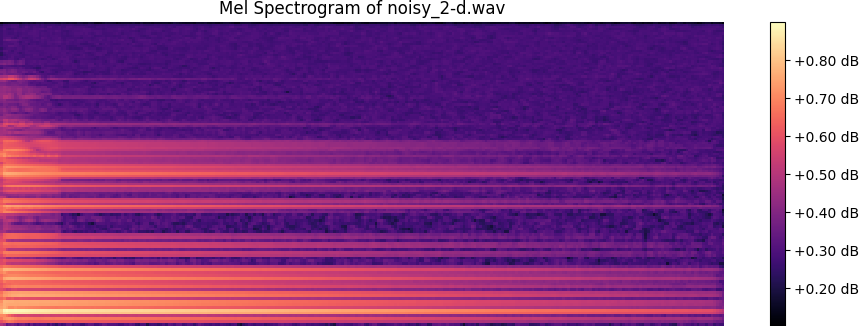 Mel Spectrogram of noisy_2-d.wav
+0.80 dB
+0.70 dB
+0.60 dB
+0.50 dB
+0.40 dB
+0.30 dB
+0.20 dB